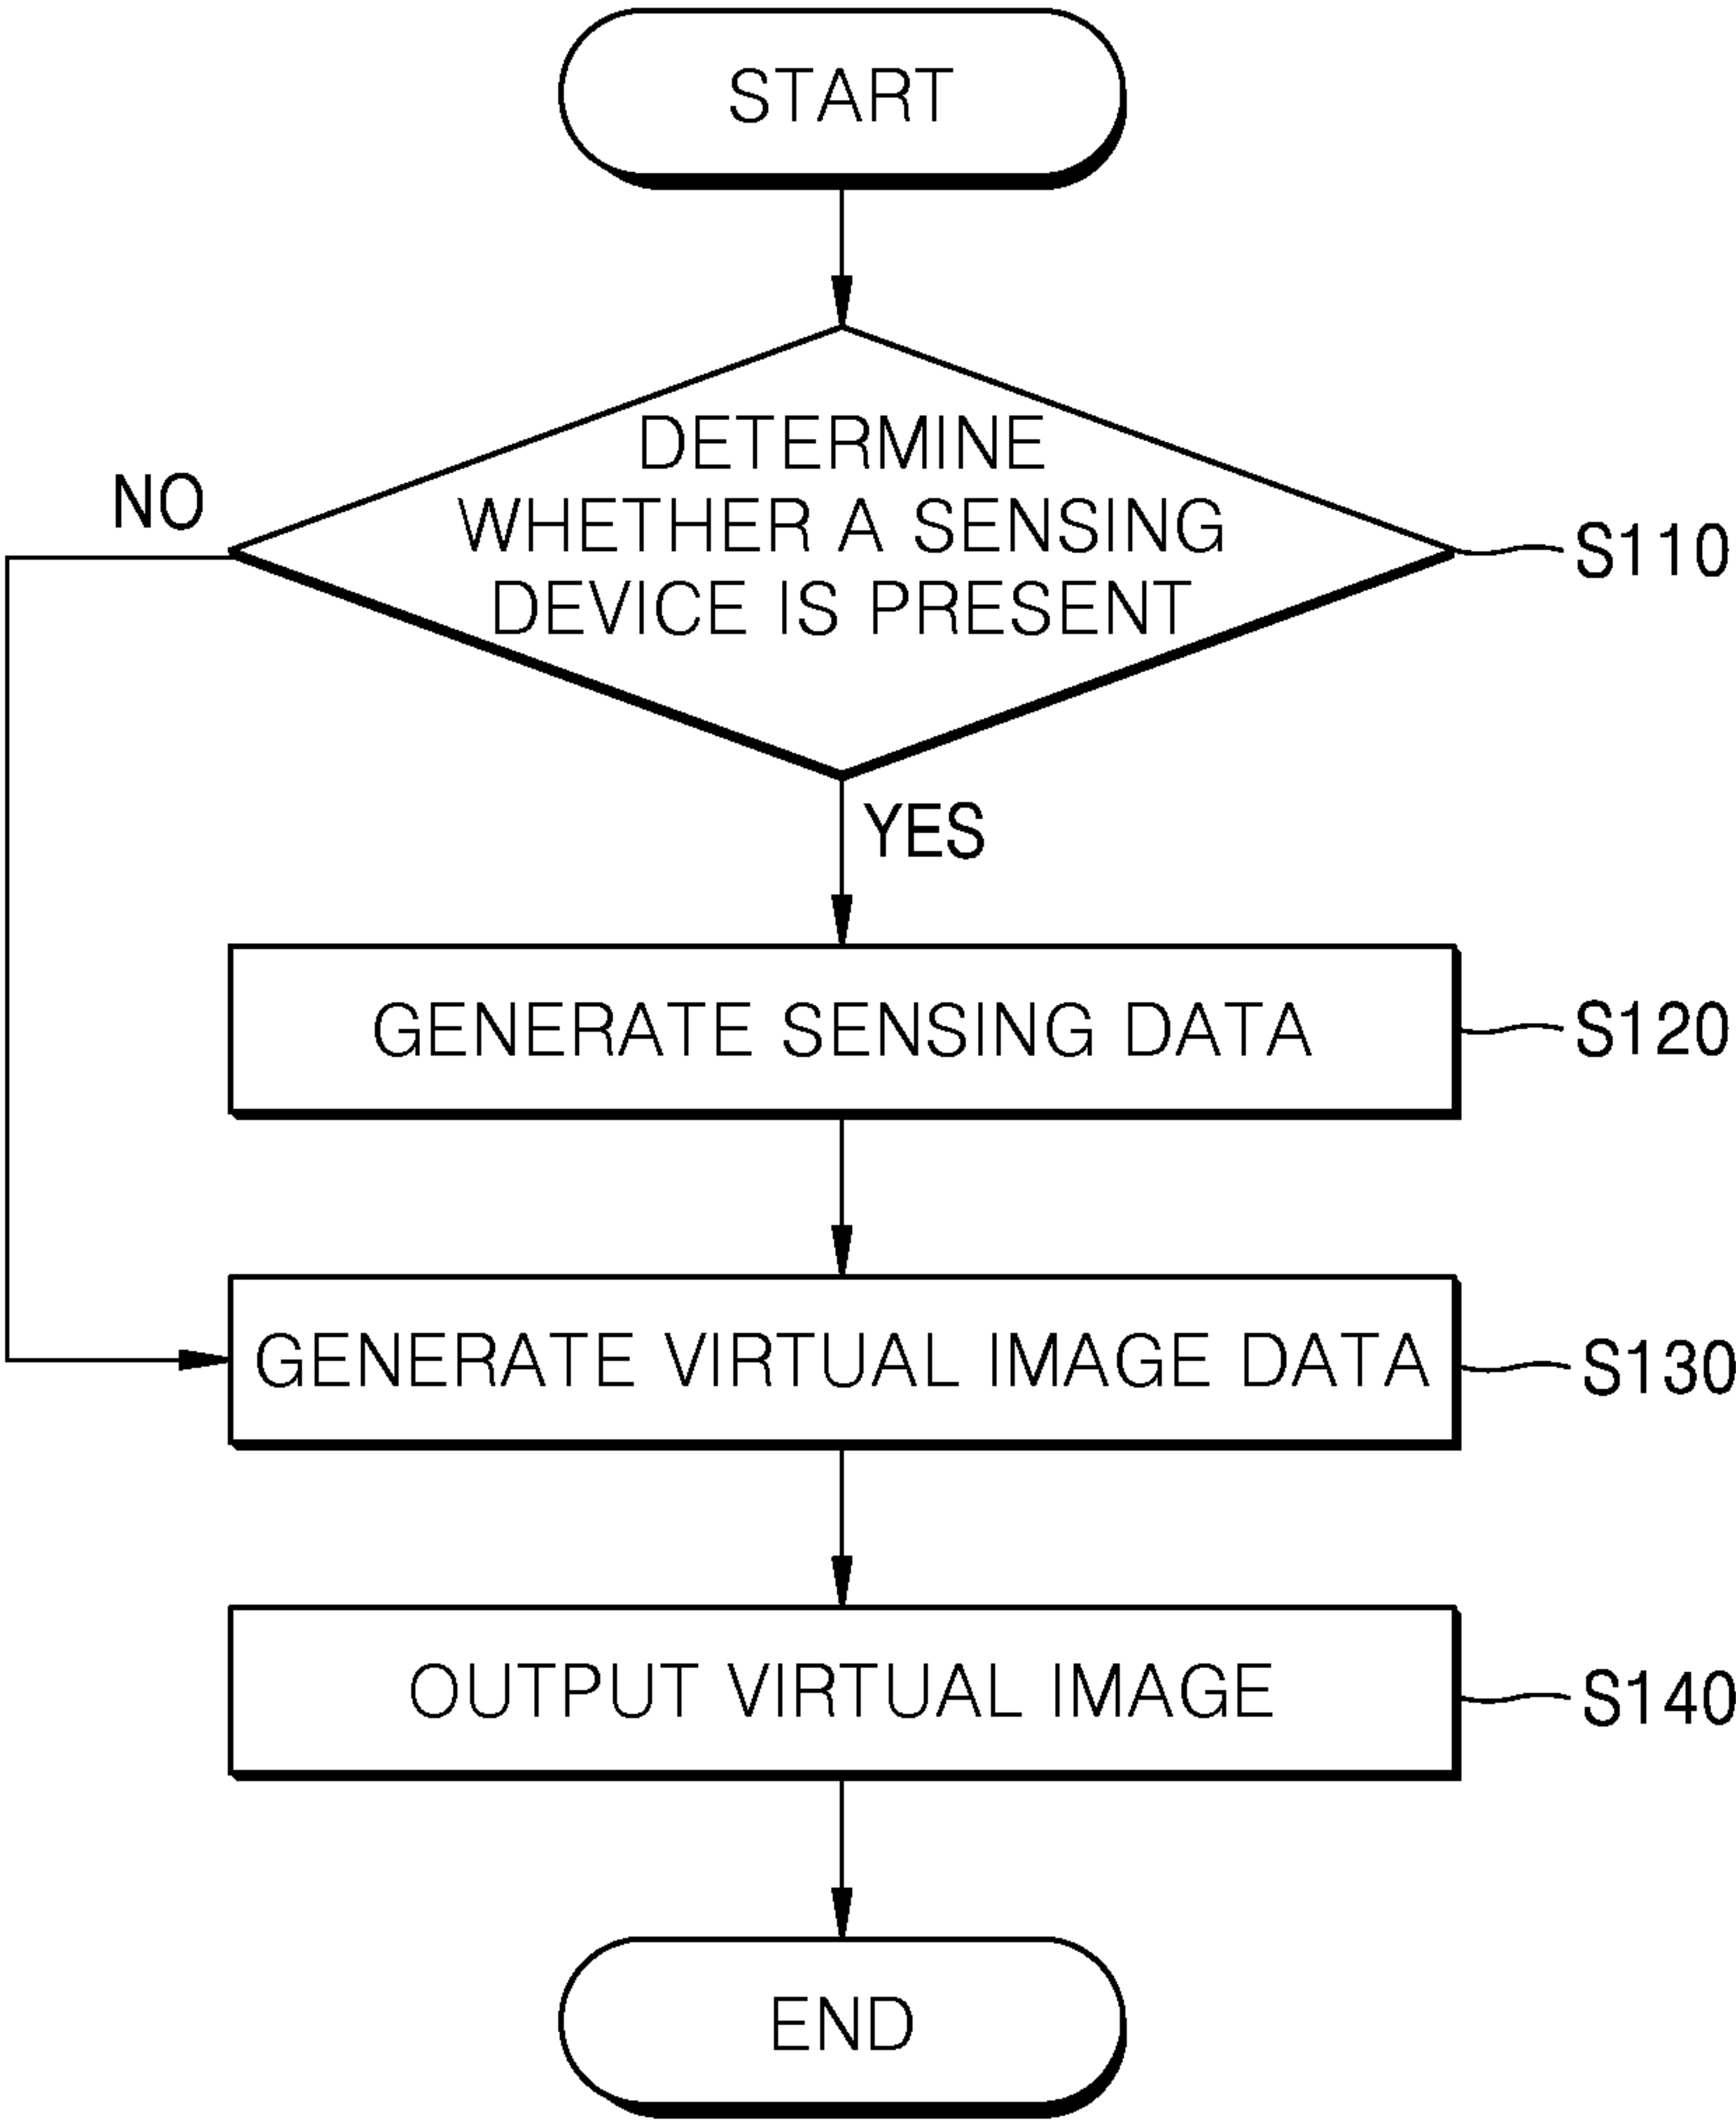 START
DETERMINE
WHETHER A SENSING
DEVICE IS PRESENT
NO
S110
YES
GENERATE SENSING DATA
S120
GENERATE VIRTUAL IMAGE DATA
S130
OUTPUT VIRTUAL IMAGE
S140
END